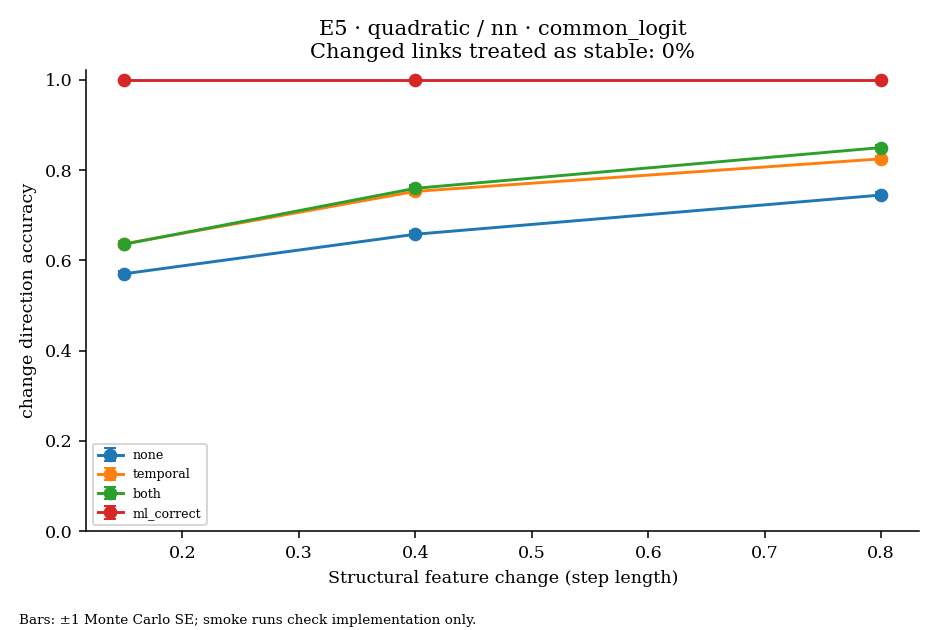 E5 · quadratic / nn · common_logit
Changed links treated as stable: 0%
1.0
0.8
0.6
0.4
0.2
0.0
change direction accuracy
none
temporal
both
ml_correct
0.2 0.3 0.4 0.5 0.6 0.7 0.8
Structural feature change (step length)
Bars: ±1 Monte Carlo SE; smoke runs check implementation only.